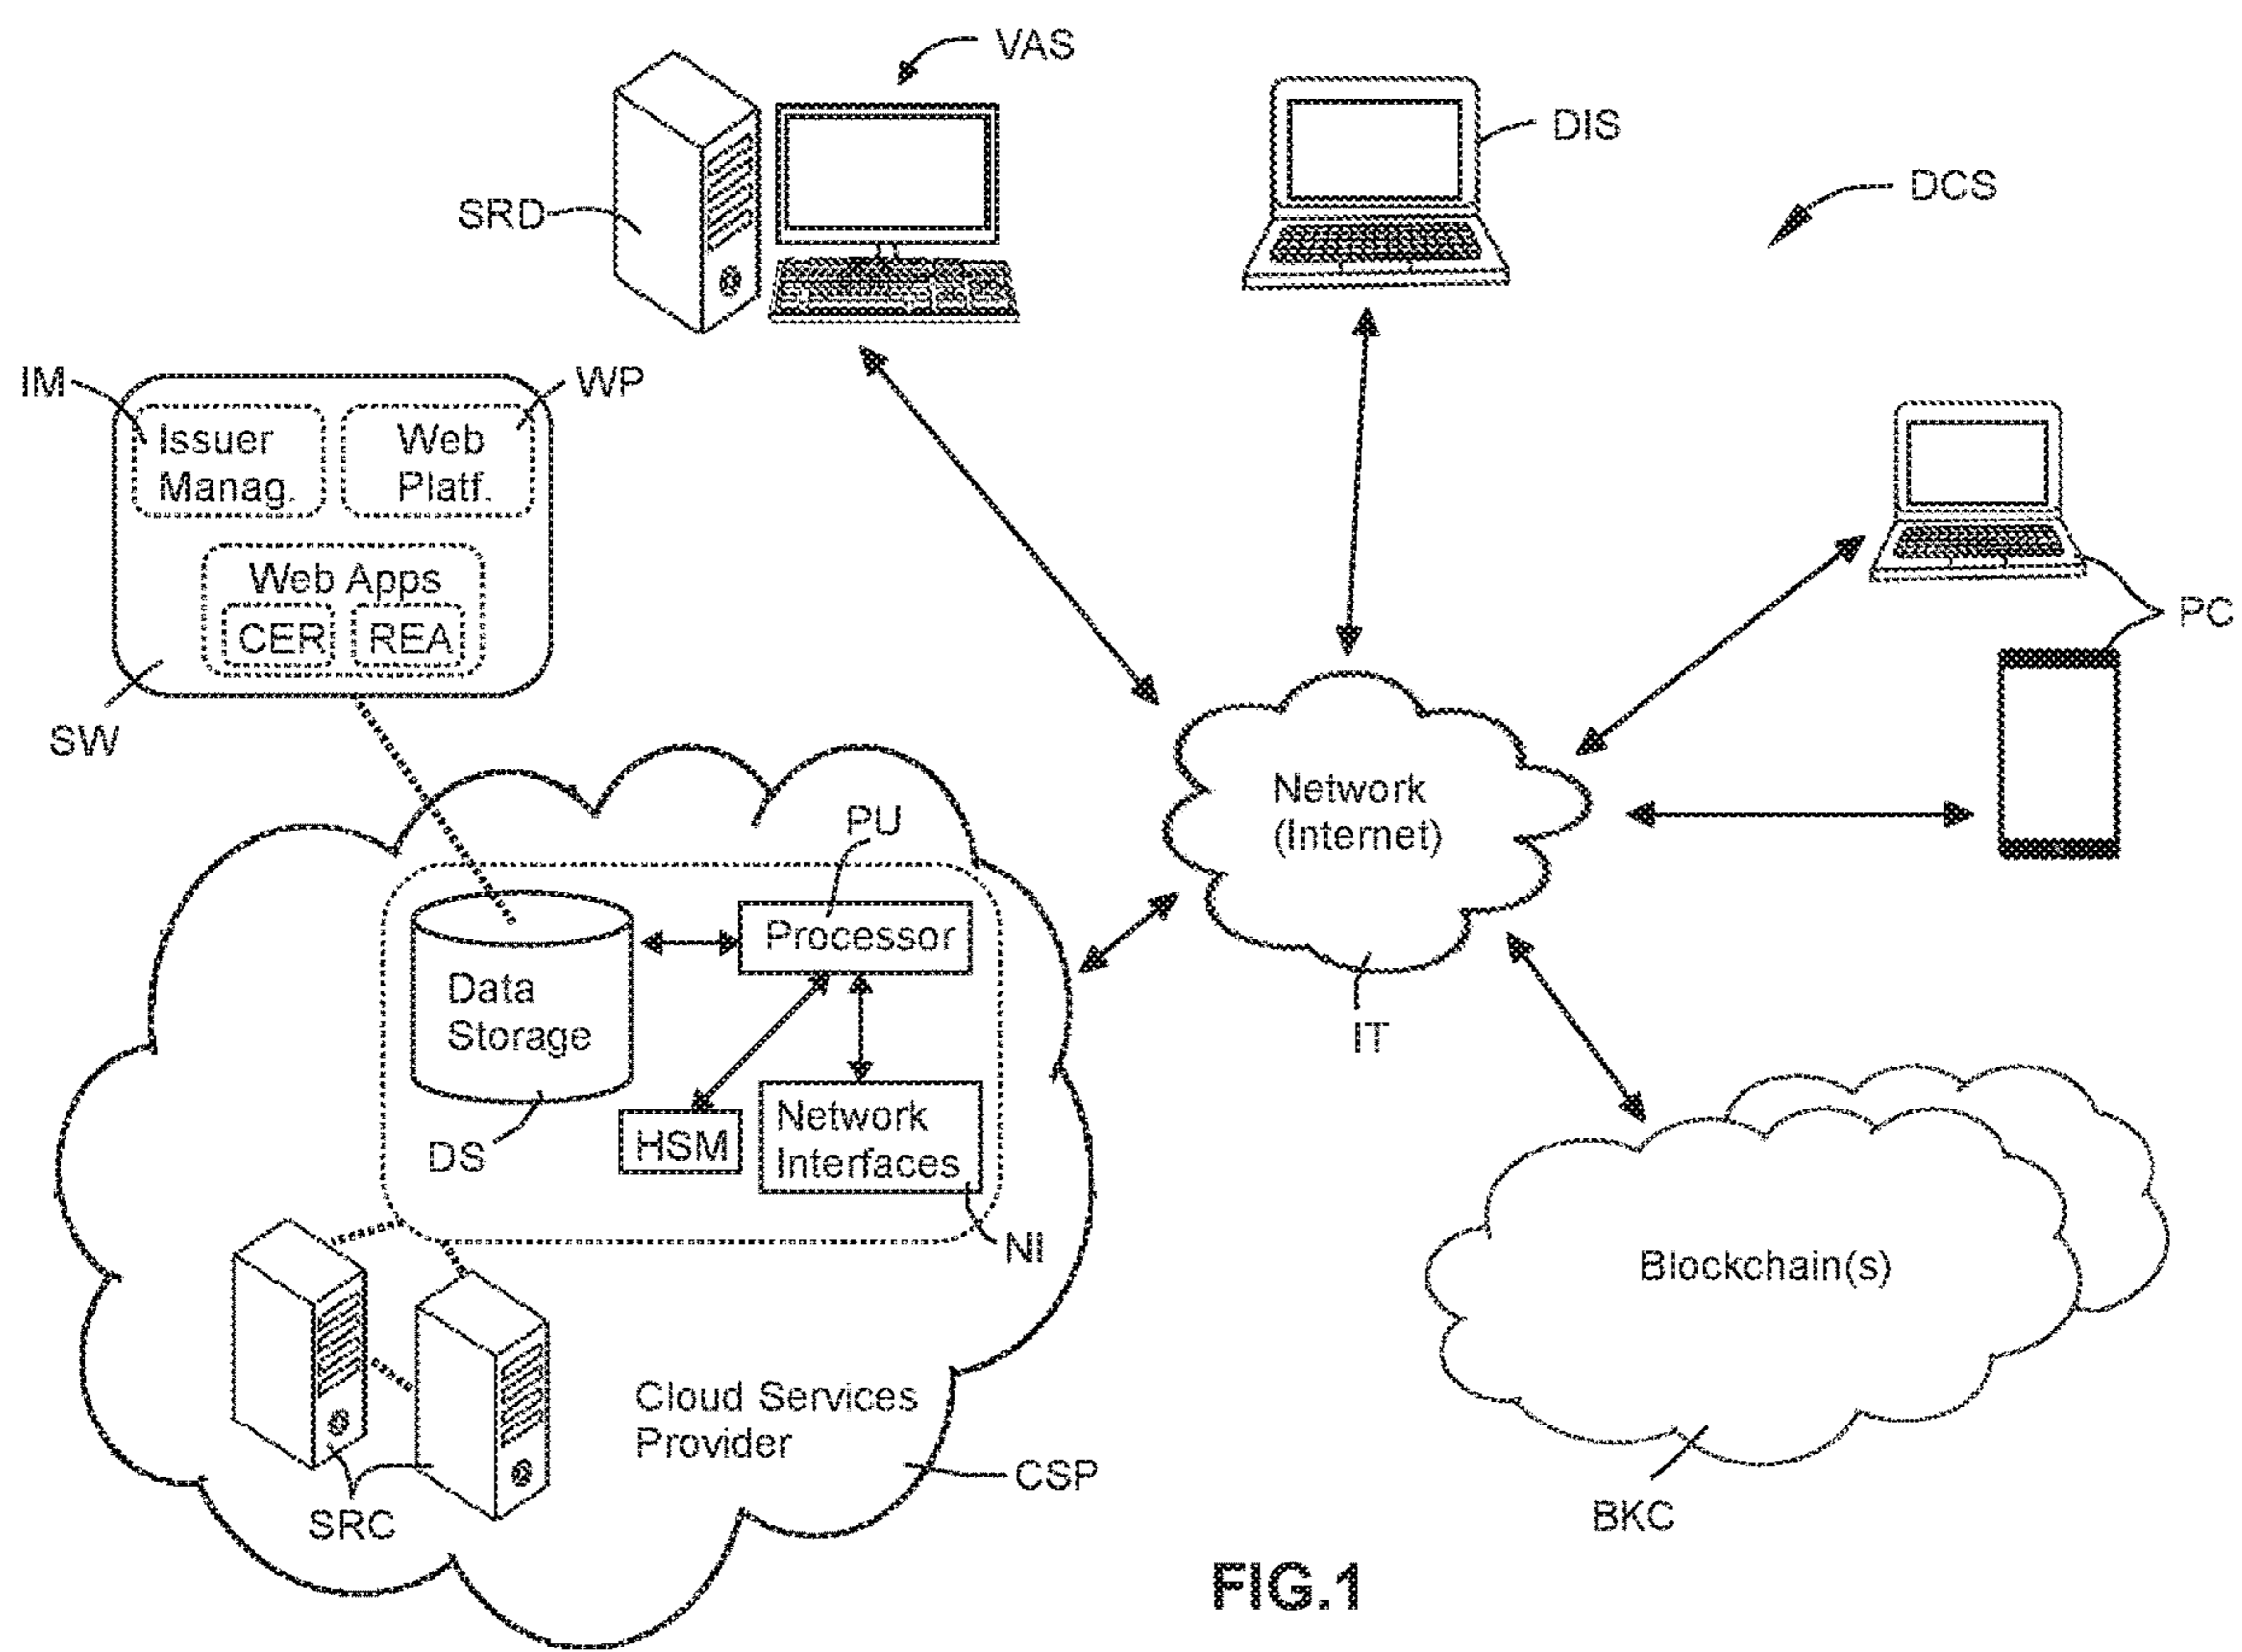 VAS
DIS
DCS
SRD
IM
WP
Issuer
Manag.
Web
Platf.
Web Apps
CER
REA
SW
PC
Network
(Internet)
IT
PU
Processor
Data
Storage
DS
HSM
Network
Interfaces
NI
Blockchain(s)
BKC
Cloud Services
Provider
CSP
SRC
FIG.1